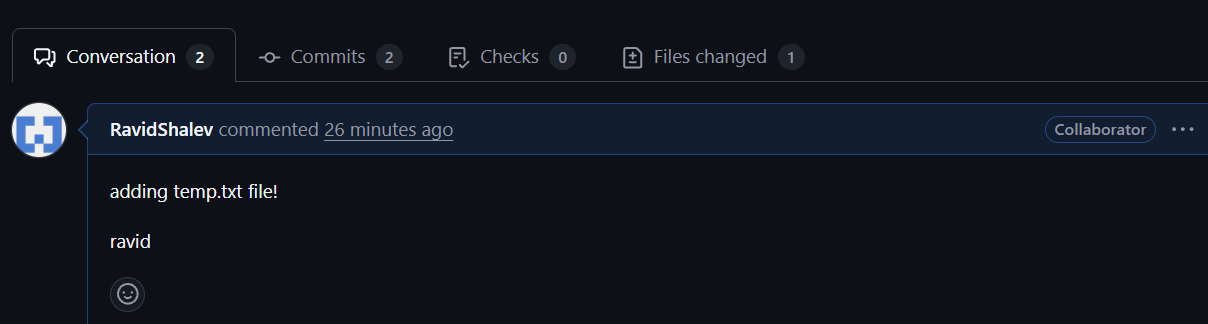 Conversation 2 Commits 2 Checks 0 Files changed 1
RavidShalev commented 26 minutes ago Collaborator
adding temp.txt file!
ravid